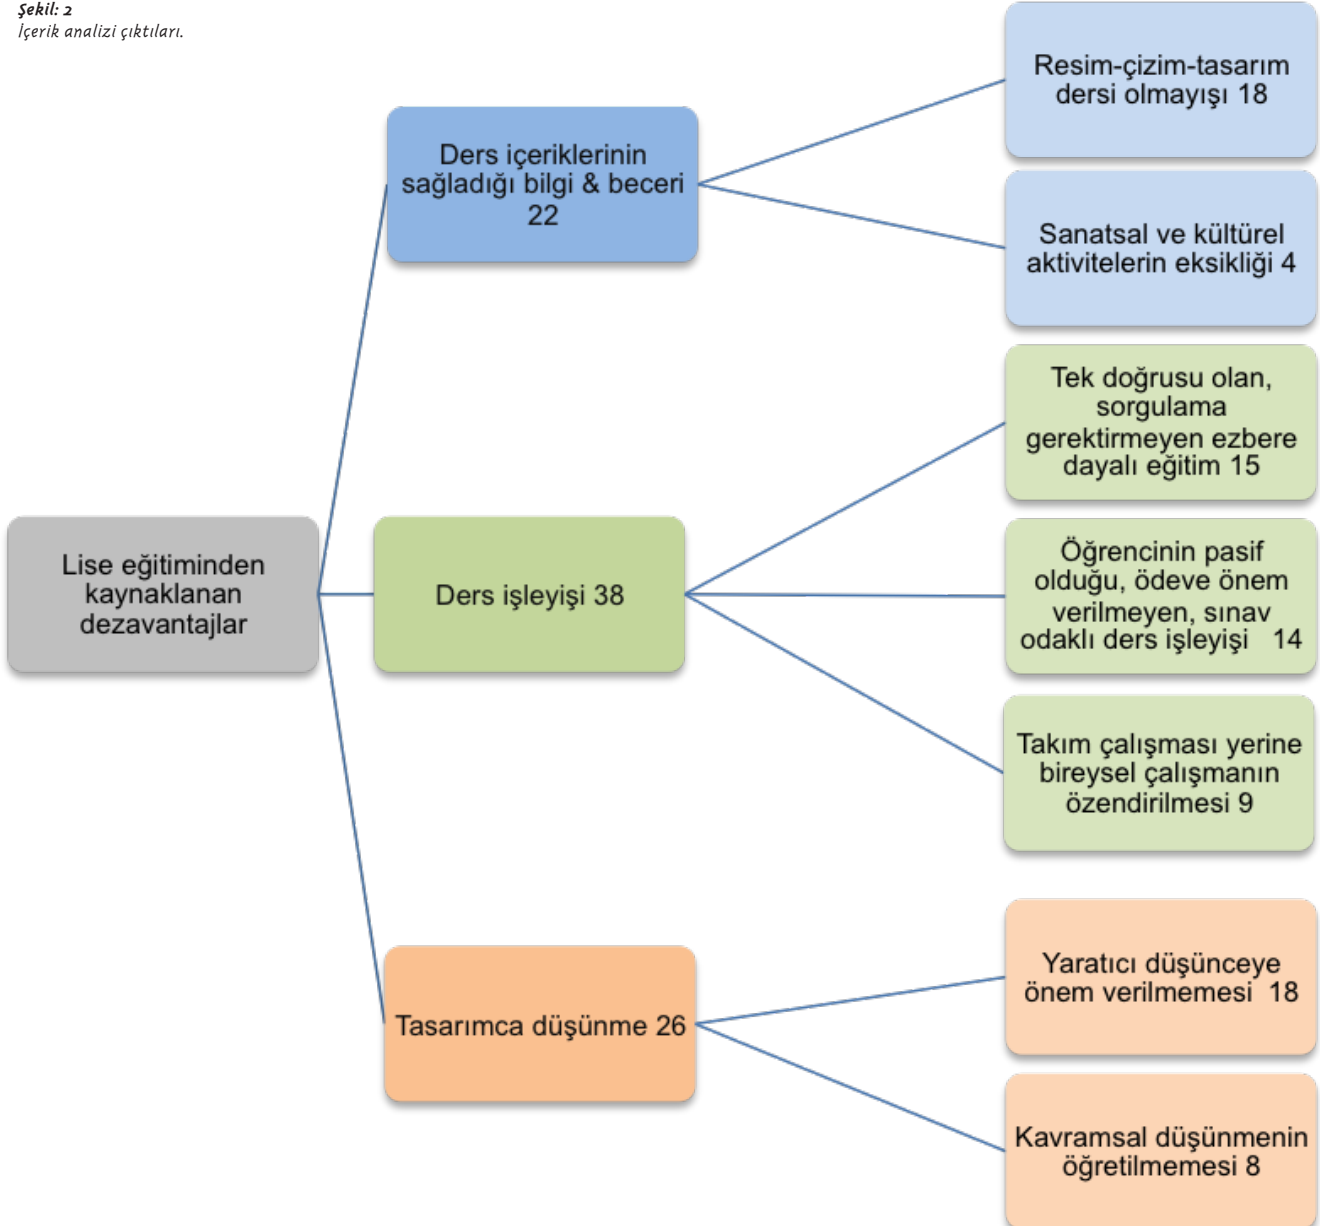 Şekil: 2
İçerik analizi çıktıları.
Resim-çizim-tasarım
dersi olmayışı 18
Ders içeriklerinin
sağladığı bilgi & beceri
22
Sanatsal ve kültürel
aktivitelerin eksikliği 4
Tek doğrusu olan,
sorgulama
gerektirmeyen ezbere
dayalı eğitim 15
Lise eğitiminden
kaynaklanan
dezavantajlar
Ders işleyişi 38
Öğrencinin pasif
olduğu, ödeve önem
verilmeyen, sınav
odaklı ders işleyişi 14
Takım çalışması yerine
bireysel çalışmanın
özendirilmesi 9
Yaratıcı düşünceye
önem verilmemesi 18
Tasarımca düşünme 26
Kavramsal düşünmenin
öğretilmemesi 8